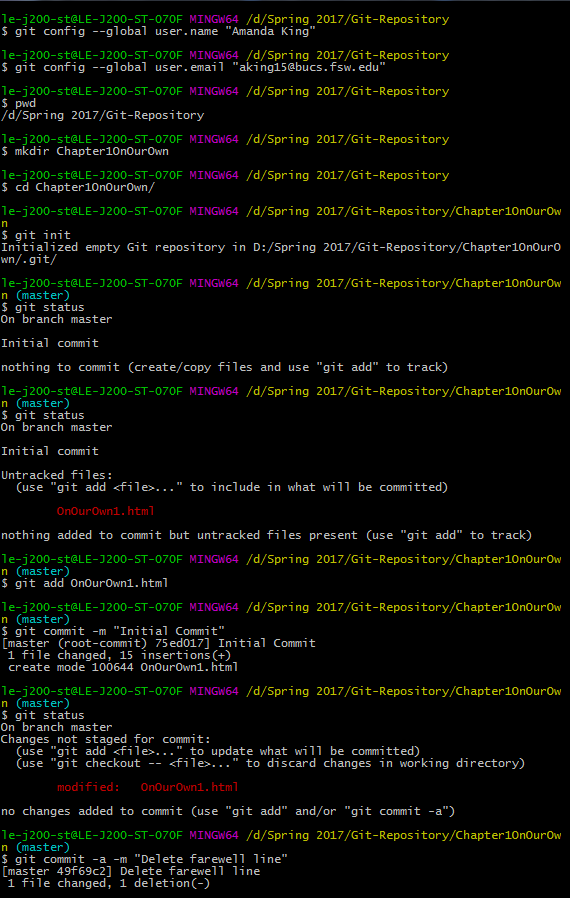 le-j200-st@LE-J200-ST-070F MINGW64 /d/Spring 2017/Git-Repository
$ git config --global user.name "Amanda King"
le-j200-st@LE-J200-ST-070F MINGW64 /d/Spring 2017/Git-Repository
$ git config --global user.email "aking15@bucs.fsw.edu"
le-j200-st@LE-J200-ST-070F MINGW64 /d/Spring 2017/Git-Repository
$ pwd
/d/Spring 2017/Git-Repository
le-j200-st@LE-J200-ST-070F MINGW64 /d/Spring 2017/Git-Repository
$ mkdir Chapter1OnOurOwn
le-j200-st@LE-J200-ST-070F MINGW64 /d/Spring 2017/Git-Repository
$ cd Chapter1OnOurOwn/
le-j200-st@LE-J200-ST-070F MINGW64 /d/Spring 2017/Git-Repository/Chapter1OnOurOw
n
$ git init
Initialized empty Git repository in D:/Spring 2017/Git-Repository/Chapter1OnOurO
wn/.git/
le-j200-st@LE-J200-ST-070F MINGW64 /d/Spring 2017/Git-Repository/Chapter1OnOurOw
n (master)
$ git status
On branch master
Initial commit
nothing to commit (create/copy files and use "git add" to track)
le-j200-st@LE-J200-ST-070F MINGW64 /d/Spring 2017/Git-Repository/Chapter1OnOurOw
n (master)
$ git status
On branch master
Initial commit
Untracked files:
(use "git add <file>..." to include in what will be committed)
OnOurOwn1.html
nothing added to commit but untracked files present (use "git add" to track)
le-j200-st@LE-J200-ST-070F MINGW64 /d/Spring 2017/Git-Repository/Chapter1OnOurOw
n (master)
$ git add OnOurOwn1.html
le-j200-st@LE-J200-ST-070F MINGW64 /d/Spring 2017/Git-Repository/Chapter1OnOurOw
n (master)
$ git commit -m "Initial Commit"
[master (root-commit) 75ed017] Initial Commit
1 file changed, 15 insertions(+)
create mode 100644 OnOurOwn1.html
le-j200-st@LE-J200-ST-070F MINGW64 /d/Spring 2017/Git-Repository/Chapter1OnOurOw
n (master)
$ git status
On branch master
Changes not staged for commit:
(use "git add <file>..." to update what will be committed)
(use "git checkout -- <file>..." to discard changes in working directory)
modified: OnOurOwn1.html
no changes added to commit (use "git add" and/or "git commit -a")
le-j200-st@LE-J200-ST-070F MINGW64 /d/Spring 2017/Git-Repository/Chapter1OnOurOw
n (master)
$ git commit -a -m "Delete farewell line"
[master 49f69c2] Delete farewell line
1 file changed, 1 deletion(-)